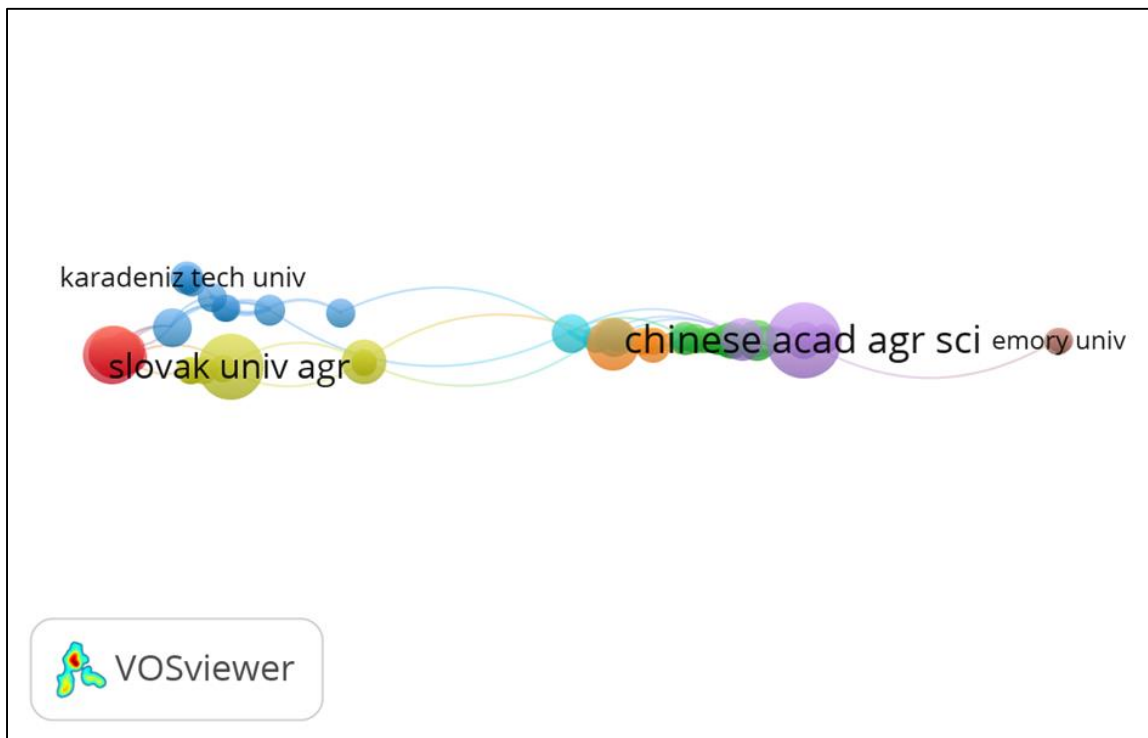 karadeniz tech univ
slovak univ agr
chinese acad agr sci
emory univ
VOSviewer